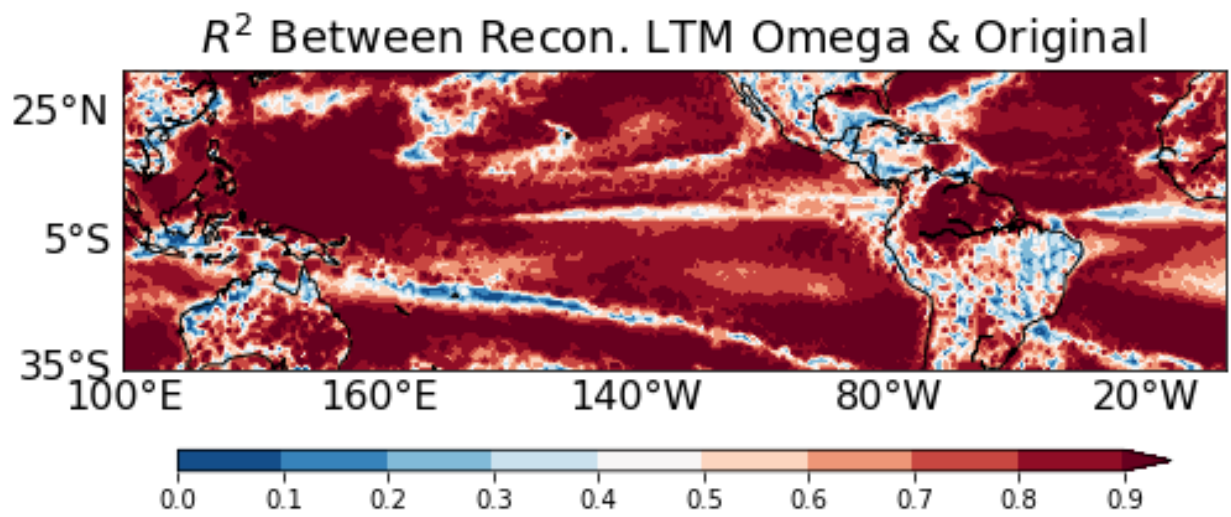 R² Between Recon. LTM Omega & Original
25°N
5°S
35°S
100°E 160°E 140°W 80°W 20°W
0.0 0.1 0.2 0.3 0.4 0.5 0.6 0.7 0.8 0.9